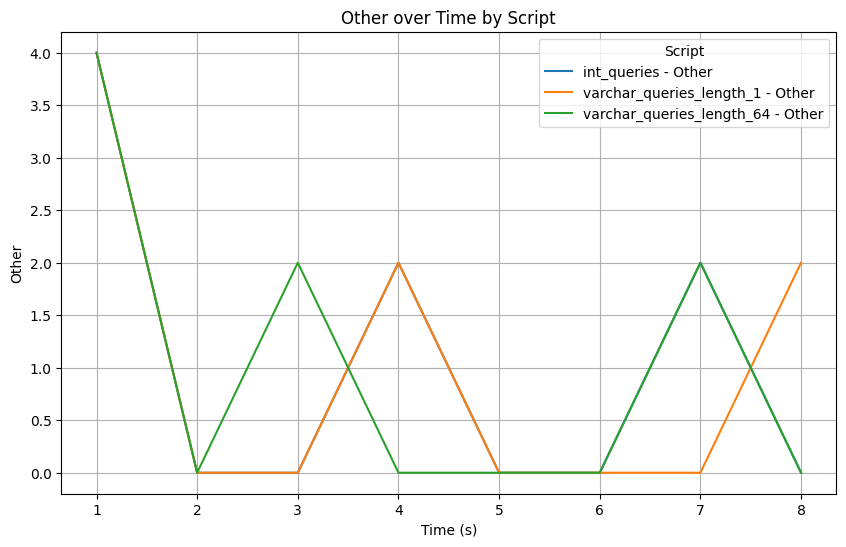 Other over Time by Script
Script
int_queries - Other
varchar_queries_length_1 - Other
varchar_queries_length_64 - Other
4.0
3.5
3.0
2.5
2.0
1.5
1.0
0.5
0.0
Other
1 2 3 4 5 6 7 8
Time (s)